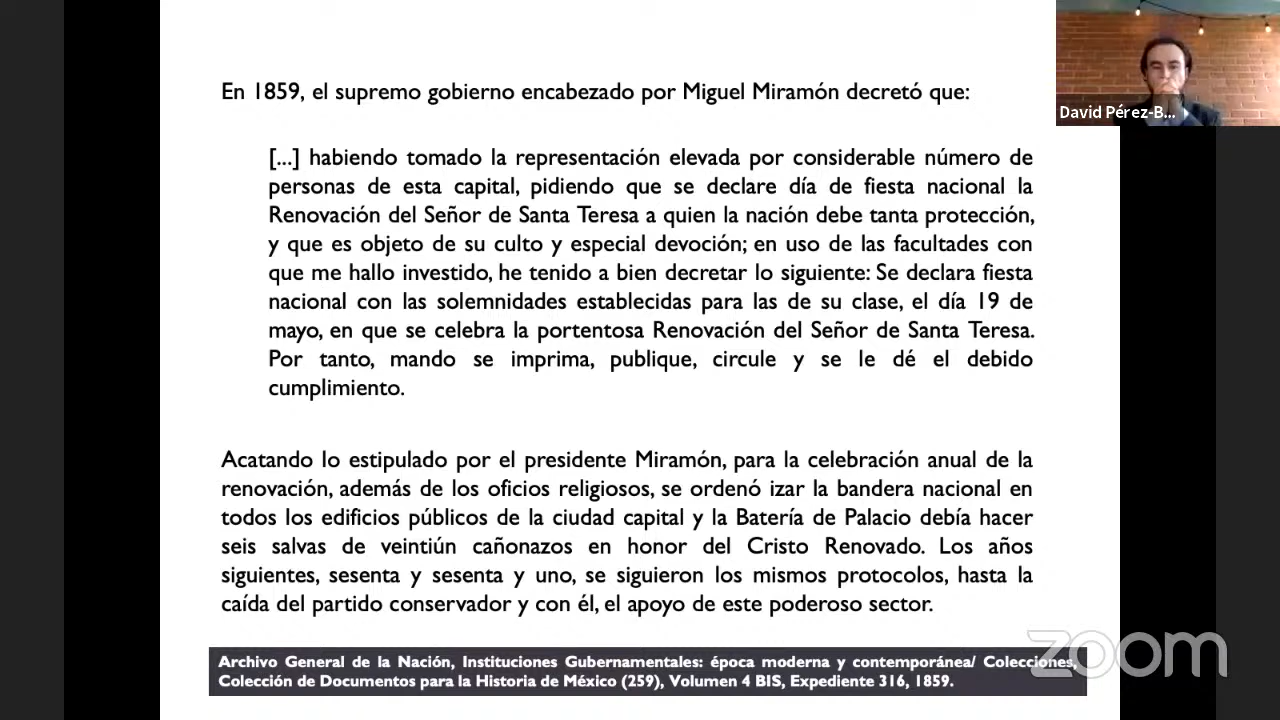 David Pérez-B...
En 1859, el supremo gobierno encabezado por Miguel Miramón decretó que:
[...] habiendo tomado la representación elevada por considerable número de
personas de esta capital, pidiendo que se declare día de fiesta nacional la
Renovación del Señor de Santa Teresa a quien la nación debe tanta protección,
y que es objeto de su culto y especial devoción; en uso de las facultades con
que me hallo investido, he tenido a bien decretar lo siguiente: Se declara fiesta
nacional con las solemnidades establecidas para las de su clase, el día 19 de
mayo, en que se celebra la portentosa Renovación del Señor de Santa Teresa.
Por tanto, mando se imprima, publique, circule y se le dé el debido
cumplimiento.
Acatando lo estipulado por el presidente Miramón, para la celebración anual de la
renovación, además de los oficios religiosos, se ordenó izar la bandera nacional en
todos los edificios públicos de la ciudad capital y la Batería de Palacio debía hacer
seis salvas de veintiún cañonazos en honor del Cristo Renovado. Los años
siguientes, sesenta y sesenta y uno, se siguieron los mismos protocolos, hasta la
caída del partido conservador y con él, el apoyo de este poderoso sector.
Archivo General de la Nación, Instituciones Gubernamentales: época moderna y contemporánea/ Colecciones,
Colección de Documentos para la Historia de México (259), Volumen 4 BIS, Expediente 316, 1859.
zoom